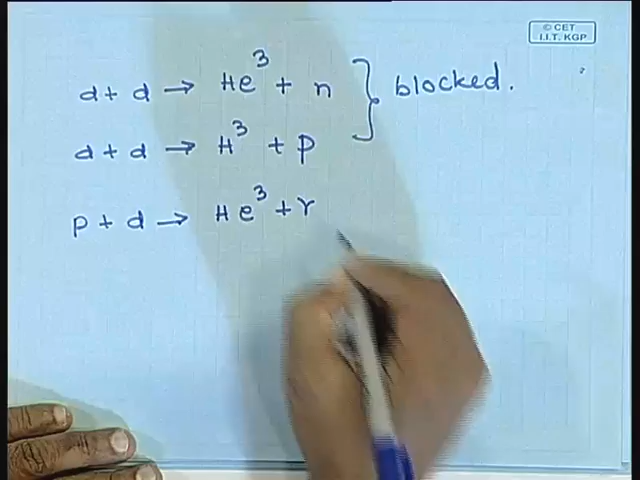 © CET
I.I.T. KGP
d + d → He³ + n
blocked.
d + d → H³ + p
p + d → He³ + γ